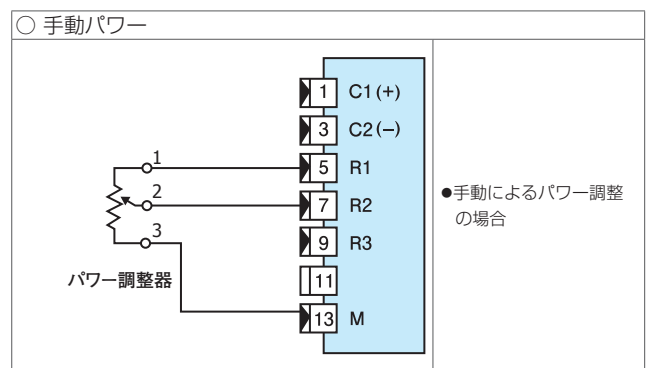 ○ 手動パワー
1 C1(+)
3 C2(−)
1
5 R1
2
7 R2
3
9 R3
パワー調整器
11
13 M
●手動によるパワー調整
の場合